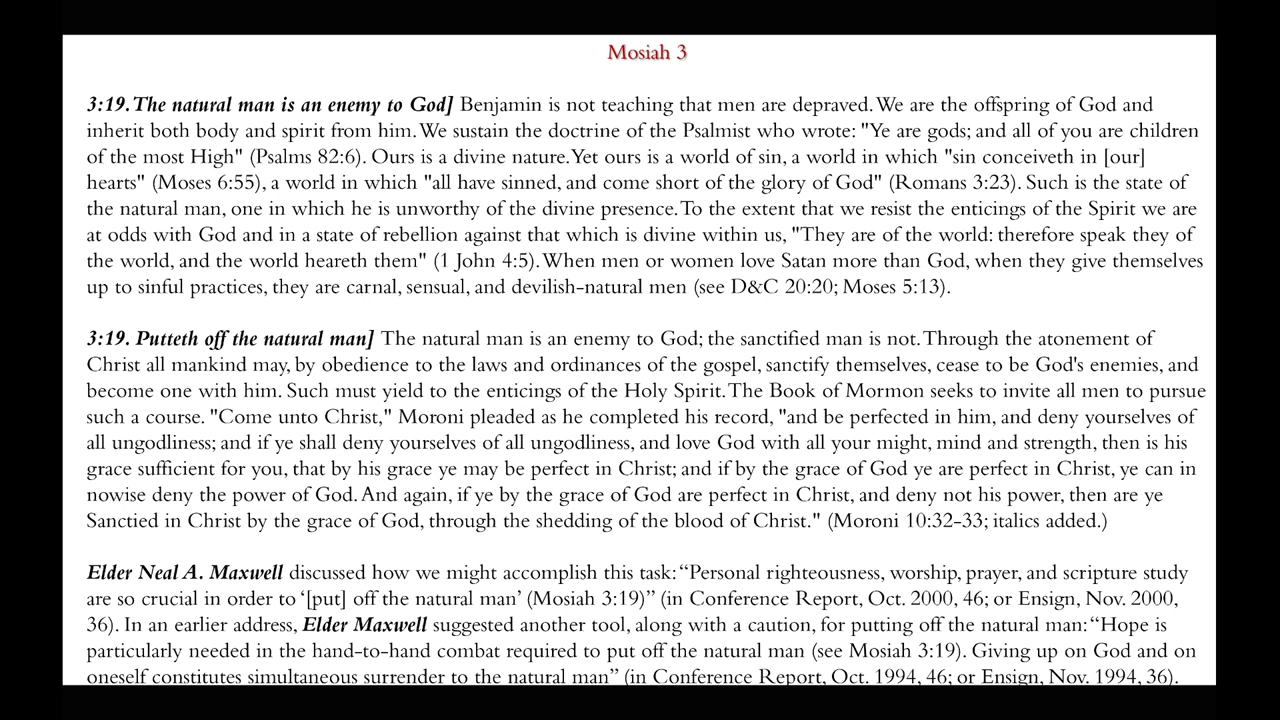 Mosiah 3
3:19. The natural man is an enemy to God] Benjamin is not teaching that men are depraved. We are the offspring of God and
inherit both body and spirit from him. We sustain the doctrine of the Psalmist who wrote: "Ye are gods; and all of you are children
of the most High" (Psalms 82:6). Ours is a divine nature. Yet ours is a world of sin, a world in which "sin conceiveth in [our]
hearts" (Moses 6:55), a world in which "all have sinned, and come short of the glory of God" (Romans 3:23). Such is the state of
the natural man, one in which he is unworthy of the divine presence. To the extent that we resist the enticings of the Spirit we are
at odds with God and in a state of rebellion against that which is divine within us, "They are of the world: therefore speak they of
the world, and the world heareth them" (1 John 4:5). When men or women love Satan more than God, when they give themselves
up to sinful practices, they are carnal, sensual, and devilish-natural men (see D&C 20:20; Moses 5:13).
3:19. Putteth off the natural man] The natural man is an enemy to God; the sanctified man is not. Through the atonement of
Christ all mankind may, by obedience to the laws and ordinances of the gospel, sanctify themselves, cease to be God's enemies, and
become one with him. Such must yield to the enticings of the Holy Spirit. The Book of Mormon seeks to invite all men to pursue
such a course. "Come unto Christ," Moroni pleaded as he completed his record, "and be perfected in him, and deny yourselves of
all ungodliness; and if ye shall deny yourselves of all ungodliness, and love God with all your might, mind and strength, then is his
grace sufficient for you, that by his grace ye may be perfect in Christ; and if by the grace of God ye are perfect in Christ, ye can in
nowise deny the power of God. And again, if ye by the grace of God are perfect in Christ, and deny not his power, then are ye
Sanctied in Christ by the grace of God, through the shedding of the blood of Christ." (Moroni 10:32-33; italics added.)
Elder Neal A. Maxwell discussed how we might accomplish this task: “Personal righteousness, worship, prayer, and scripture study
are so crucial in order to ‘[put] off the natural man’ (Mosiah 3:19)” (in Conference Report, Oct. 2000, 46; or Ensign, Nov. 2000,
36). In an earlier address, Elder Maxwell suggested another tool, along with a caution, for putting off the natural man: “Hope is
particularly needed in the hand-to-hand combat required to put off the natural man (see Mosiah 3:19). Giving up on God and on
oneself constitutes simultaneous surrender to the natural man” (in Conference Report, Oct. 1994, 46; or Ensign, Nov. 1994, 36).